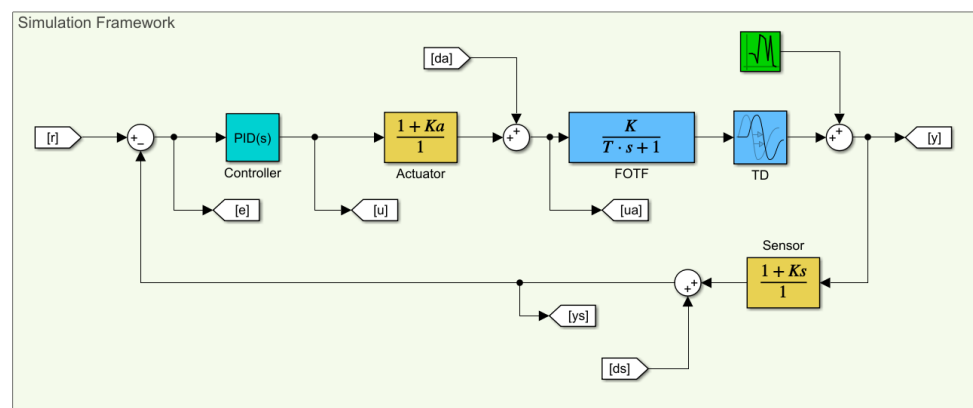 Simulation Framework
[da]
[r]
+
−
PID(s)
Controller
1 + Ka
1
Actuator
+
+
K
T · s + 1
FOTF
TD
+
+
[y]
[e]
[u]
[ua]
Sensor
1 + Ks
1
+
+
[ys]
[ds]